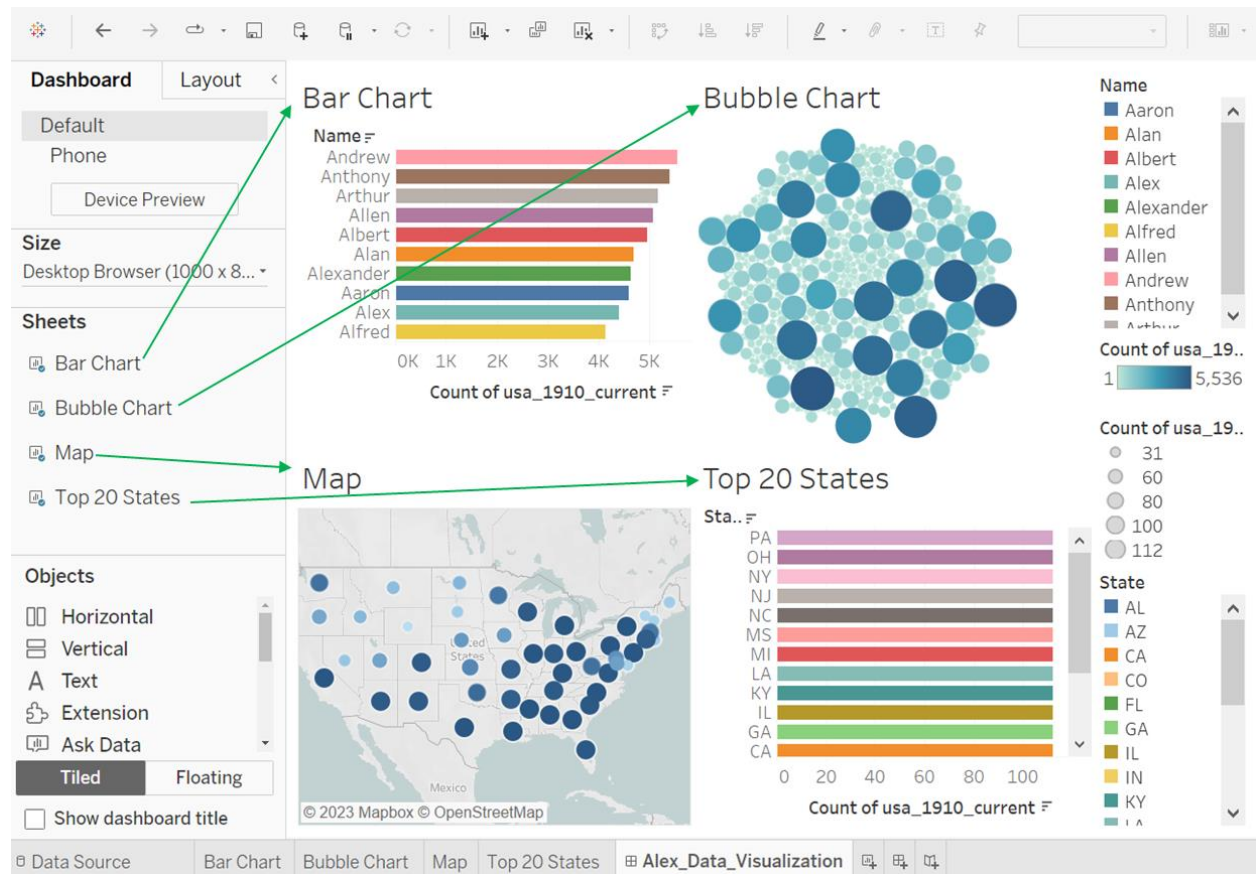 Dashboard
Layout
Default
Phone
Device Preview
Size
Desktop Browser (1000 x 8...
Sheets
Bar Chart
Bubble Chart
Map
Top 20 States
Objects
Horizontal
Vertical
Text
Extension
Ask Data
Tiled
Floating
Show dashboard title
Bar Chart
Name
Andrew
Anthony
Arthur
Allen
Albert
Alan
Alexander
Aaron
Alex
Alfred
0K 1K 2K 3K 4K 5K
Count of usa_1910_current
Bubble Chart
Map
United
States
Mexico
© 2023 Mapbox © OpenStreetMap
Top 20 States
Sta..
PA
OH
NY
NJ
NC
MS
MI
LA
KY
IL
GA
CA
0 20 40 60 80 100
Count of usa_1910_current
Name
Aaron
Alan
Albert
Alex
Alexander
Alfred
Allen
Andrew
Anthony
Arthur
Count of usa_19..
1 5,536
Count of usa_19..
31
60
80
100
112
State
AL
AZ
CA
CO
FL
GA
IL
IN
KY
LA
Data Source
Bar Chart
Bubble Chart
Map
Top 20 States
Alex_Data_Visualization